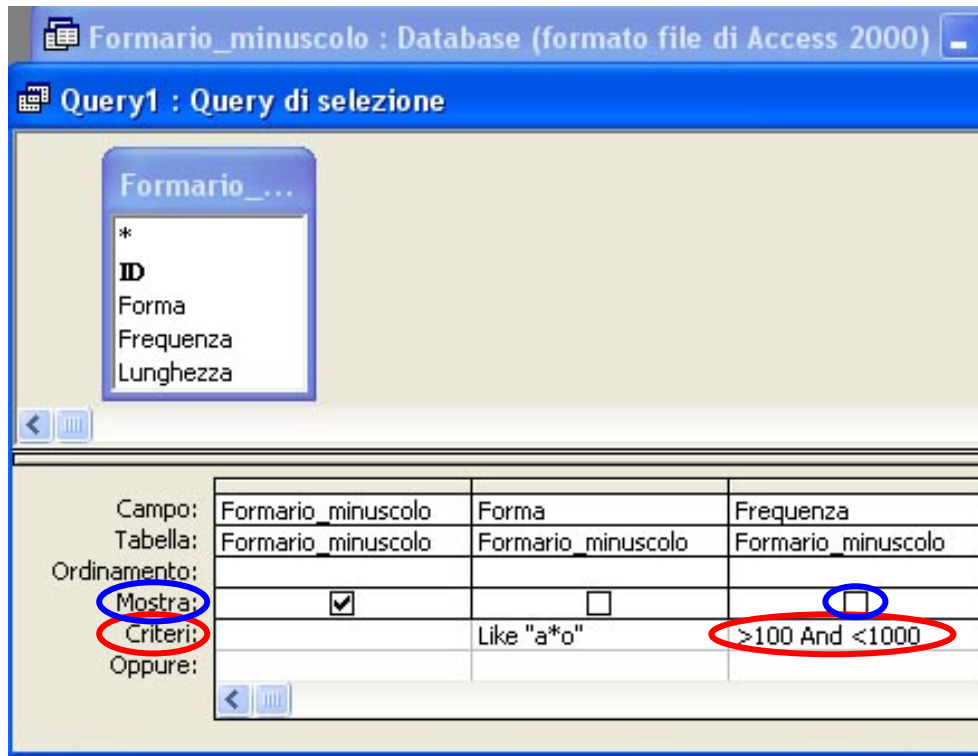 Formario_minuscolo : Database (formato file di Access 2000)
Query1 : Query di selezione
Formario_...
*
ID
Forma
Frequenza
Lunghezza
Campo: Formario_minuscolo Forma Frequenza
Tabella: Formario_minuscolo Formario_minuscolo Formario_minuscolo
Ordinamento:
Mostra:
Criteri: Like "a*o" >100 And <1000
Oppure: